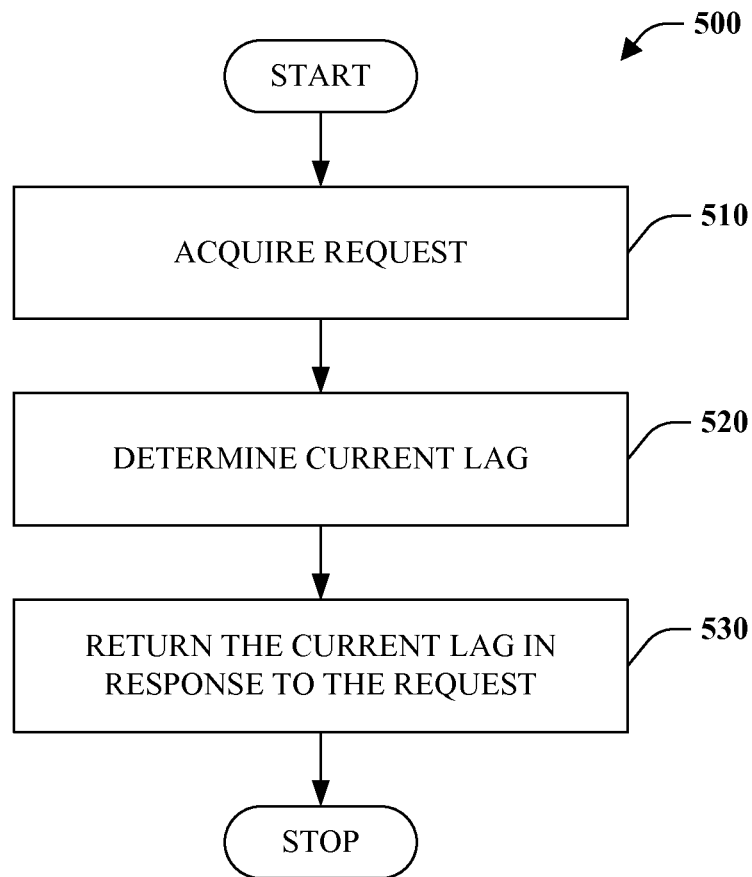 500
START
510
ACQUIRE REQUEST
520
DETERMINE CURRENT LAG
530
RETURN THE CURRENT LAG IN
RESPONSE TO THE REQUEST
STOP